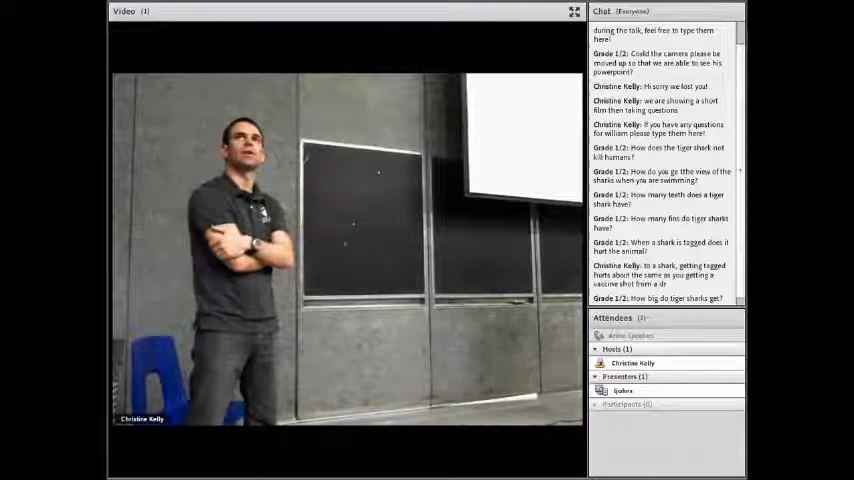 Video (1)
Christine Kelly
Chat (Everyone)
during the talk, feel free to type them
here!
Grade 1/2: Could the camera please be
moved up so that we are able to see his
powerpoint?
Christine Kelly: Hi sorry we lost you!
Christine Kelly: we are showing a short
film then taking questions
Christine Kelly: If you have any questions
for william please type them here!
Grade 1/2: How does the tiger shark not
kill humans?
Grade 1/2: How do you ge tthe view of the
sharks when you are swimming?
Grade 1/2: How many teeth does a tiger
shark have?
Grade 1/2: How many fins do tiger sharks
have?
Grade 1/2: When a shark is tagged does it
hurt the animal?
Christine Kelly: to a shark, getting tagged
hurts about the same as you getting a
vaccine shot from a dr
Grade 1/2: How big do tiger sharks get?
Attendees (2)
Active Speakers
Hosts (1)
Christine Kelly
Presenters (1)
Participants (0)